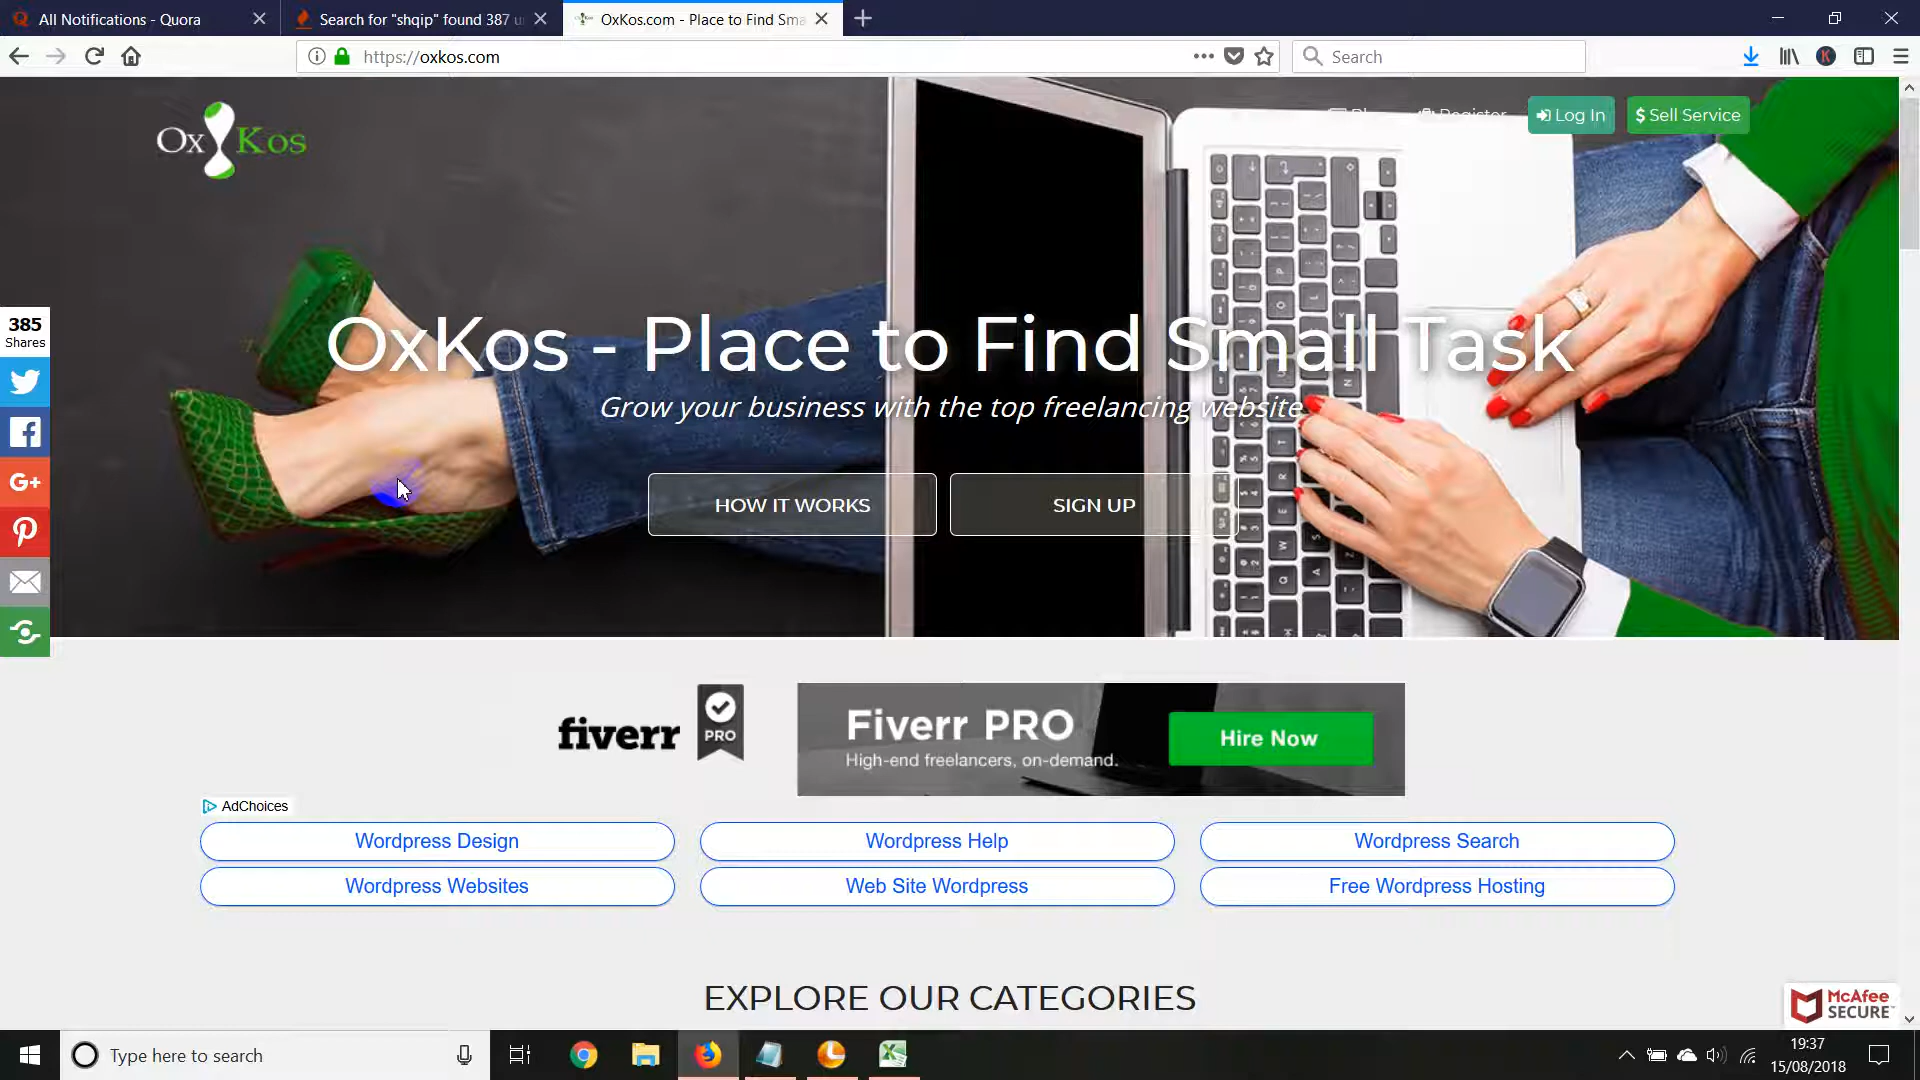 All Notifications - Quora
Search for "shqip" found 387 u
OxKos.com - Place to Find Sma
https://oxkos.com
Search
Ox Kos
Register
Log In
$ Sell Service
385
Shares
OxKos - Place to Find Small Task
Grow your business with the top freelancing website
HOW IT WORKS
SIGN UP
G+
fiverr
PRO
Fiverr PRO
High-end freelancers, on-demand.
Hire Now
AdChoices
Wordpress Design
Wordpress Help
Wordpress Search
Wordpress Websites
Web Site Wordpress
Free Wordpress Hosting
EXPLORE OUR CATEGORIES
McAfee
SECURE
Type here to search
19:37
15/08/2018